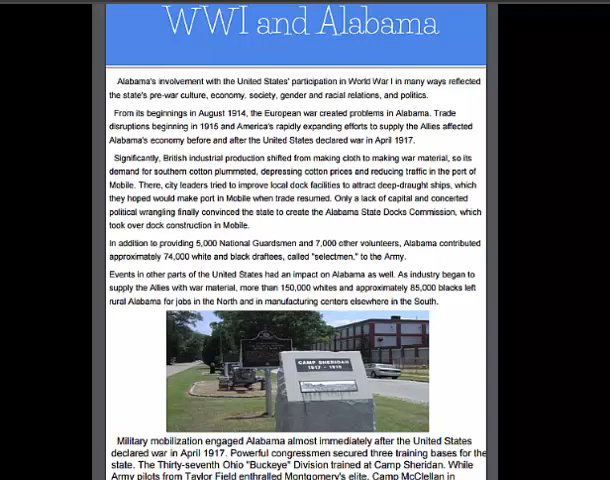 WWI and Alabama
Alabama's involvement with the United States' participation in World War I in many ways reflected
the state's pre-war culture, economy, society, gender and racial relations, and politics.
From its beginnings in August 1914, the European war created problems in Alabama. Trade
disruptions beginning in 1915 and America's rapidly expanding efforts to supply the Allies affected
Alabama's economy before and after the United States declared war in April 1917.
Significantly, British industrial production shifted from making cloth to making war material, so its
demand for southern cotton plummeted, depressing cotton prices and reducing traffic in the port of
Mobile. There, city leaders tried to improve local dock facilities to attract deep-draught ships, which
they hoped would make port in Mobile when trade resumed. Only a lack of capital and concerted
political wrangling finally convinced the state to create the Alabama State Docks Commission, which
took over dock construction in Mobile.
In addition to providing 5,000 National Guardsmen and 7,000 other volunteers, Alabama contributed
approximately 74,000 white and black draftees, called "selectmen," to the Army.
Events in other parts of the United States had an impact on Alabama as well. As industry began to
supply the Allies with war material, more than 150,000 whites and approximately 85,000 blacks left
rural Alabama for jobs in the North and in manufacturing centers elsewhere in the South.
CAMP SHERIDAN
1917 - 1919
Military mobilization engaged Alabama almost immediately after the United States
declared war in April 1917. Powerful congressmen secured three training bases for the
state. The Thirty-seventh Ohio "Buckeye" Division trained at Camp Sheridan. While
Army pilots from Taylor Field enthralled Montgomery's elite, Camp McClellan in